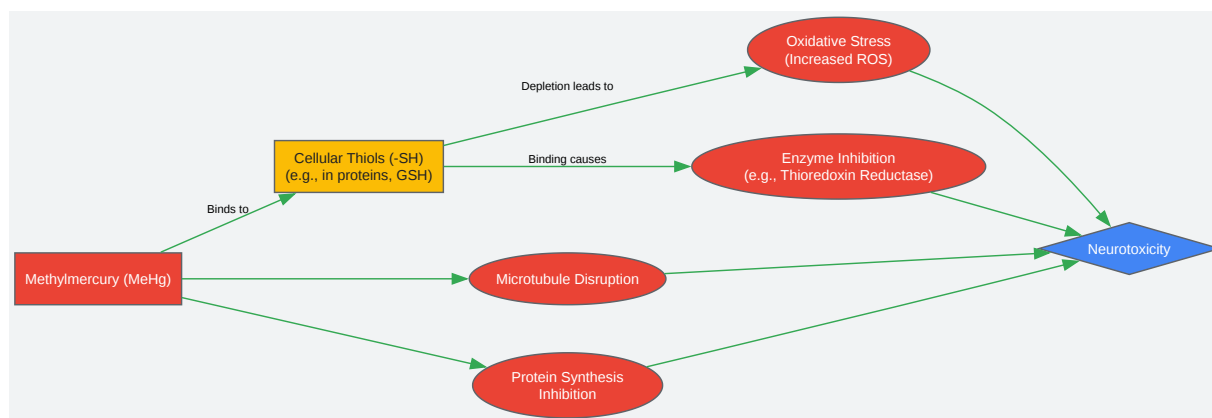 Oxidative Stress
(Increased ROS)
Depletion leads to
Cellular Thiols (-SH)
(e.g., in proteins, GSH)
Binding causes
Enzyme Inhibition
(e.g., Thioredoxin Reductase)
Binds to
Methylmercury (MeHg)
Microtubule Disruption
Neurotoxicity
Protein Synthesis
Inhibition